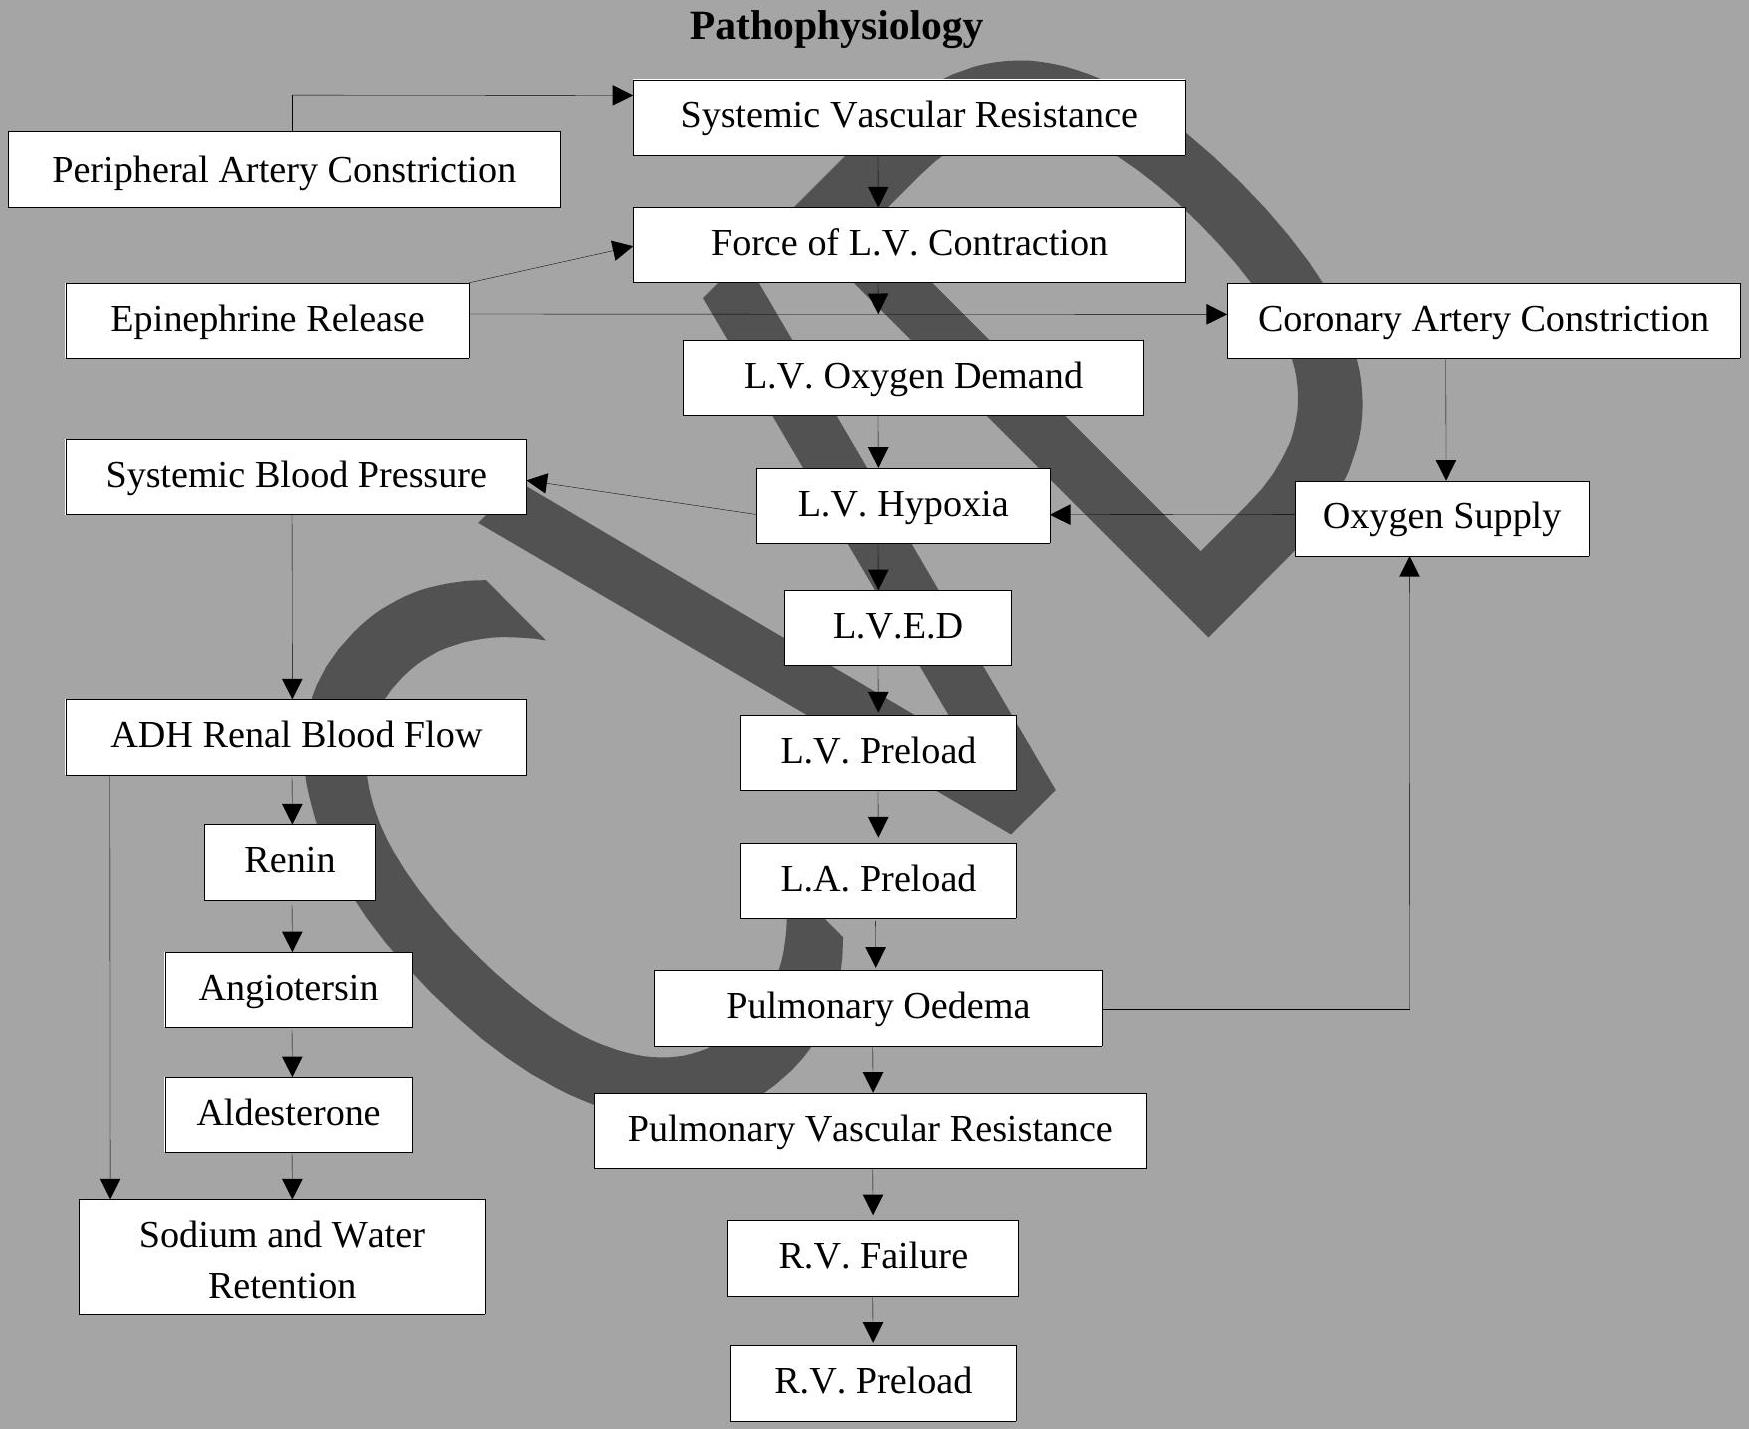 Pathophysiology
Systemic Vascular Resistance
Peripheral Artery Constriction
Force of L.V. Contraction
Epinephrine Release
Coronary Artery Constriction
L.V. Oxygen Demand
Systemic Blood Pressure
L.V. Hypoxia
Oxygen Supply
L.V.E.D
ADH Renal Blood Flow
L.V. Preload
Renin
L.A. Preload
Angiotersin
Pulmonary Oedema
Aldesterone
Pulmonary Vascular Resistance
Sodium and Water
Retention
R.V. Failure
R.V. Preload